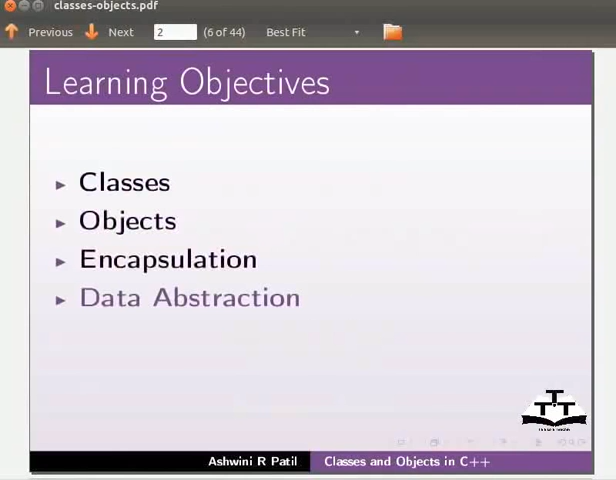 classes-objects.pdf
Previous Next 2 (6 of 44) Best Fit
Learning Objectives
Classes
Objects
Encapsulation
Data Abstraction
TTT
Ashwini R Patil Classes and Objects in C++